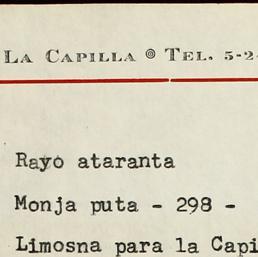 LA CAPILLA TEL. 5-2
Rayo ataranta
Monja puta - 298 -
Limosna para la Capi